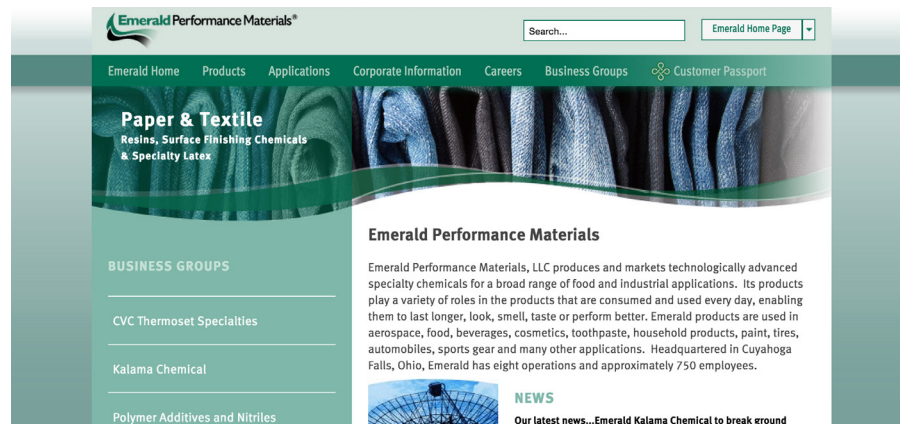 Emerald Performance Materials®
Search...
Emerald Home Page
Emerald Home
Products
Applications
Corporate Information
Careers
Business Groups
Customer Passport
Paper & Textile
Resins, Surface Finishing Chemicals
& Specialty Latex
BUSINESS GROUPS
CVC Thermoset Specialties
Kalama Chemical
Polymer Additives and Nitriles
Emerald Performance Materials
Emerald Performance Materials, LLC produces and markets technologically advanced
specialty chemicals for a broad range of food and industrial applications. Its products
play a variety of roles in the products that are consumed and used every day, enabling
them to last longer, look, smell, taste or perform better. Emerald products are used in
aerospace, food, beverages, cosmetics, toothpaste, household products, paint, tires,
automobiles, sports gear and many other applications. Headquartered in Cuyahoga
Falls, Ohio, Emerald has eight operations and approximately 750 employees.
NEWS
Our latest news...Emerald Kalama Chemical to break ground